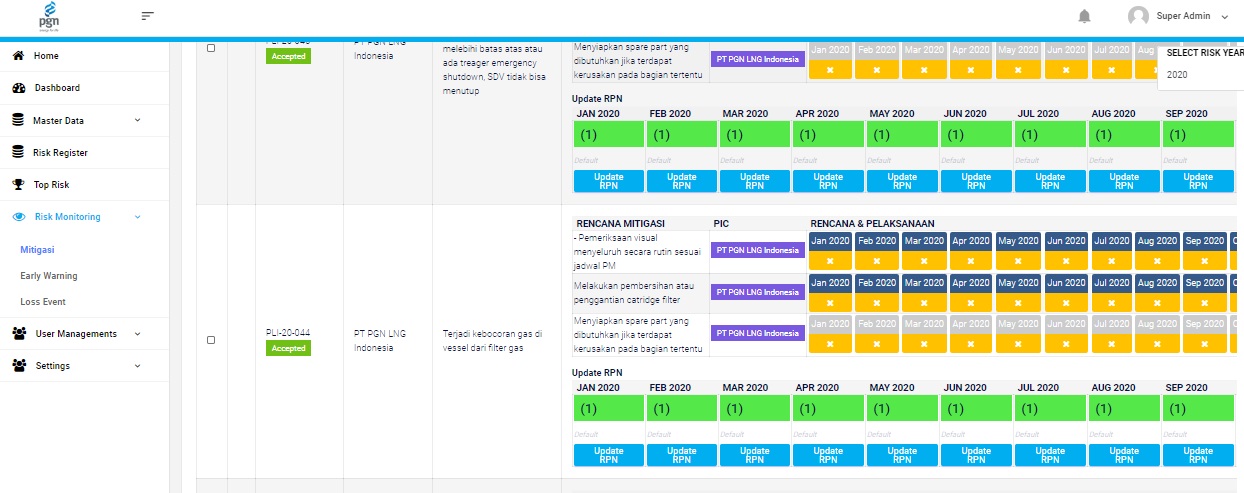 pgn
Super Admin
SELECT RISK YEAR
2020
Home
Dashboard
Master Data
Risk Register
Top Risk
Risk Monitoring
Mitigasi
Early Warning
Loss Event
User Managements
Settings
Accepted
Indonesia
melebihi batas atas atau
ada treager emergency
shutdown, SDV tidak bisa
menutup
Menyiapkan spare part yang
dibutuhkan jika terdapat
kerusakan pada bagian tertentu
PT PGN LNG Indonesia
Jan 2020 Feb 2020 Mar 2020 Apr 2020 May 2020 Jun 2020 Jul 2020 Aug
Update RPN
JAN 2020 FEB 2020 MAR 2020 APR 2020 MAY 2020 JUN 2020 JUL 2020 AUG 2020 SEP 2020
(1) (1) (1) (1) (1) (1) (1) (1) (1)
Default Default Default Default Default Default Default Default Default
Update RPN Update RPN Update RPN Update RPN Update RPN Update RPN Update RPN Update RPN Update RPN
PLI-20-044
Accepted
PT PGN LNG
Indonesia
Terjadi kebocoran gas di
vessel dari filter gas
RENCANA MITIGASI PIC RENCANA & PELAKSANAAN
- Pemeriksaan visual
menyeluruh secara rutin sesuai
jadwal PM
PT PGN LNG Indonesia
Jan 2020 Feb 2020 Mar 2020 Apr 2020 May 2020 Jun 2020 Jul 2020 Aug 2020 Sep 2020
Melakukan pembersihan atau
penggantian catridge filter
PT PGN LNG Indonesia
Jan 2020 Feb 2020 Mar 2020 Apr 2020 May 2020 Jun 2020 Jul 2020 Aug 2020 Sep 2020
Menyiapkan spare part yang
dibutuhkan jika terdapat
kerusakan pada bagian tertentu
PT PGN LNG Indonesia
Jan 2020 Feb 2020 Mar 2020 Apr 2020 May 2020 Jun 2020 Jul 2020 Aug 2020 Sep 2020
Update RPN
JAN 2020 FEB 2020 MAR 2020 APR 2020 MAY 2020 JUN 2020 JUL 2020 AUG 2020 SEP 2020
(1) (1) (1) (1) (1) (1) (1) (1) (1)
Default Default Default Default Default Default Default Default Default
Update RPN Update RPN Update RPN Update RPN Update RPN Update RPN Update RPN Update RPN Update RPN